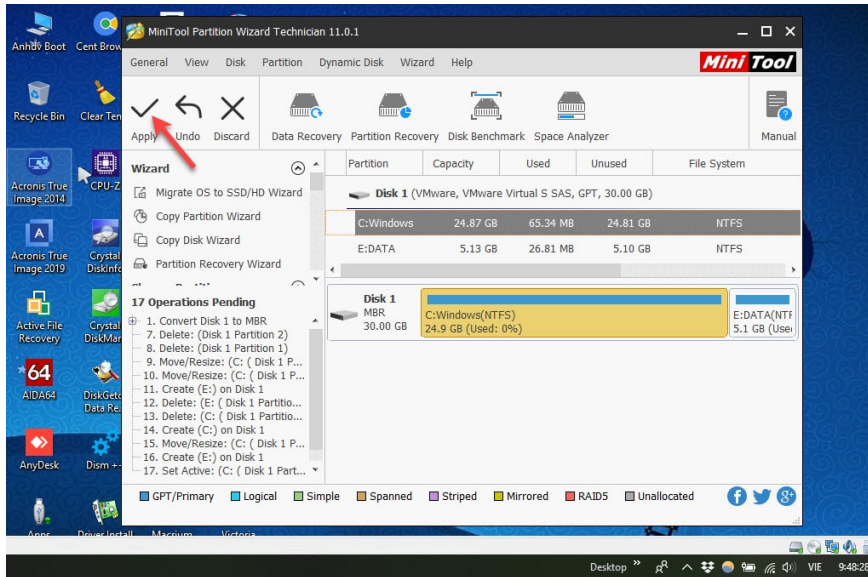 MiniTool Partition Wizard Technician 11.0.1
General View Disk Partition Dynamic Disk Wizard Help
Mini Tool
Apply Undo Discard Data Recovery Partition Recovery Disk Benchmark Space Analyzer Manual
Wizard
Migrate OS to SSD/HD Wizard
Copy Partition Wizard
Copy Disk Wizard
Partition Recovery Wizard
17 Operations Pending
1. Convert Disk 1 to MBR
7. Delete: (Disk 1 Partition 2)
8. Delete: (Disk 1 Partition 1)
9. Move/Resize: (C: ( Disk 1 P...
10. Move/Resize: (C: ( Disk 1 P...
11. Create (E:) on Disk 1
12. Delete: (E: ( Disk 1 Partitio...
13. Delete: (C: ( Disk 1 Partitio...
14. Create (C:) on Disk 1
15. Move/Resize: (C: ( Disk 1 P...
16. Create (E:) on Disk 1
17. Set Active: (C: ( Disk 1 Part...
Partition Capacity Used Unused File System
Disk 1 (VMware, VMware Virtual S SAS, GPT, 30.00 GB)
C:Windows 24.87 GB 65.34 MB 24.81 GB NTFS
E:DATA 5.13 GB 26.81 MB 5.10 GB NTFS
Disk 1
MBR
30.00 GB
C:Windows(NTFS)
24.9 GB (Used: 0%)
E:DATA(NTF
5.1 GB (Use
GPT/Primary Logical Simple Spanned Striped Mirrored RAID5 Unallocated
Anhdv Boot
Cent Brow
Recycle Bin
Clear Ten
Acronis True
Image 2014
CPU-Z
Acronis True
Image 2019
Crystal
DiskInfo
Active File
Recovery
Crystal
DiskMar
64
AIDA64
DiskGeto
Data Re.
AnyDesk
Dism +
Apps
Driver Install
Macrium
Victoria
Desktop
VIE
9:48:2